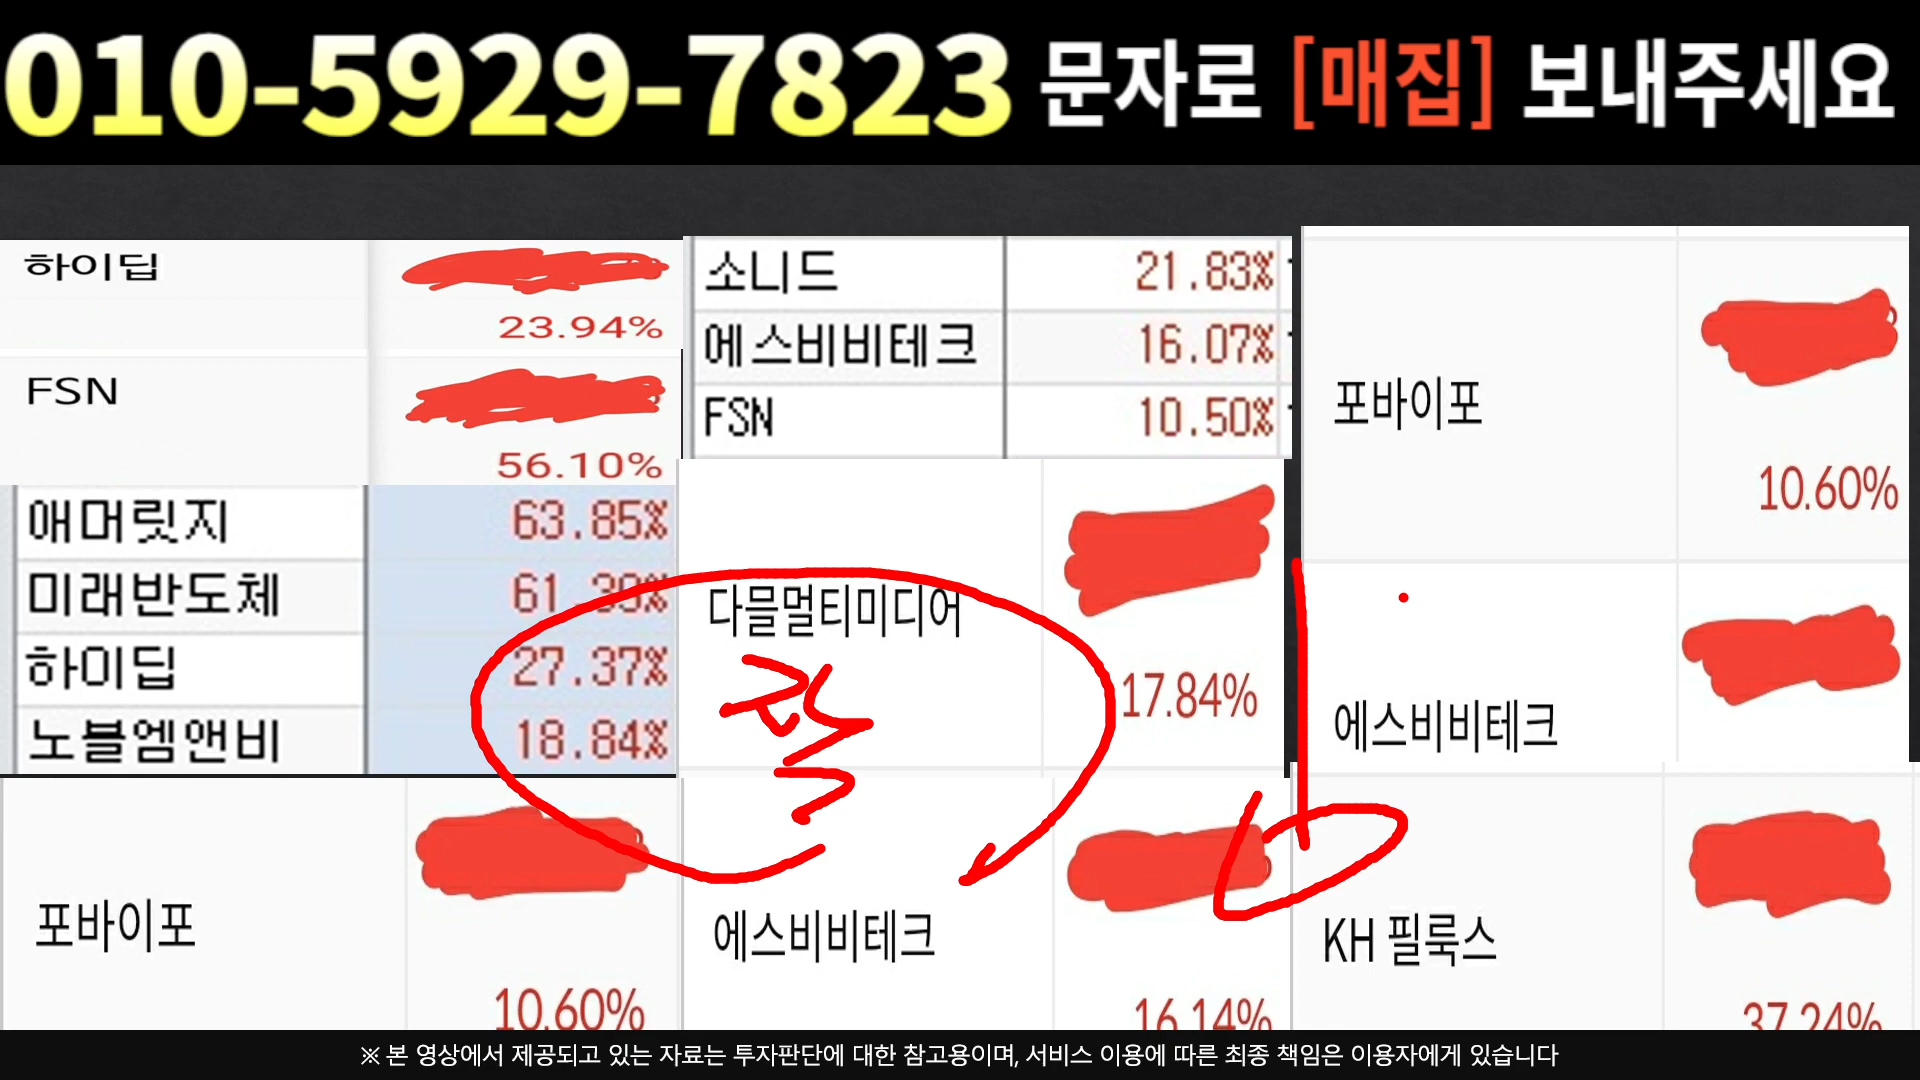 010-5929-7823 문자로 [매집] 보내주세요
하이딥
23.94%
FSN
56.10%
애머릿지 63.85%
미래반도체 61.39%
하이딥 27.37%
노블엠앤비 18.84%
소니드 21.83%
에스비비테크 16.07%
FSN 10.50%
다믈멀티미디어
17.84%
포바이포
10.60%
에스비비테크
포바이포
10.60%
에스비비테크
16.14%
KH 필룩스
37.24%
※ 본 영상에서 제공되고 있는 자료는 투자판단에 대한 참고용이며, 서비스 이용에 따른 최종 책임은 이용자에게 있습니다